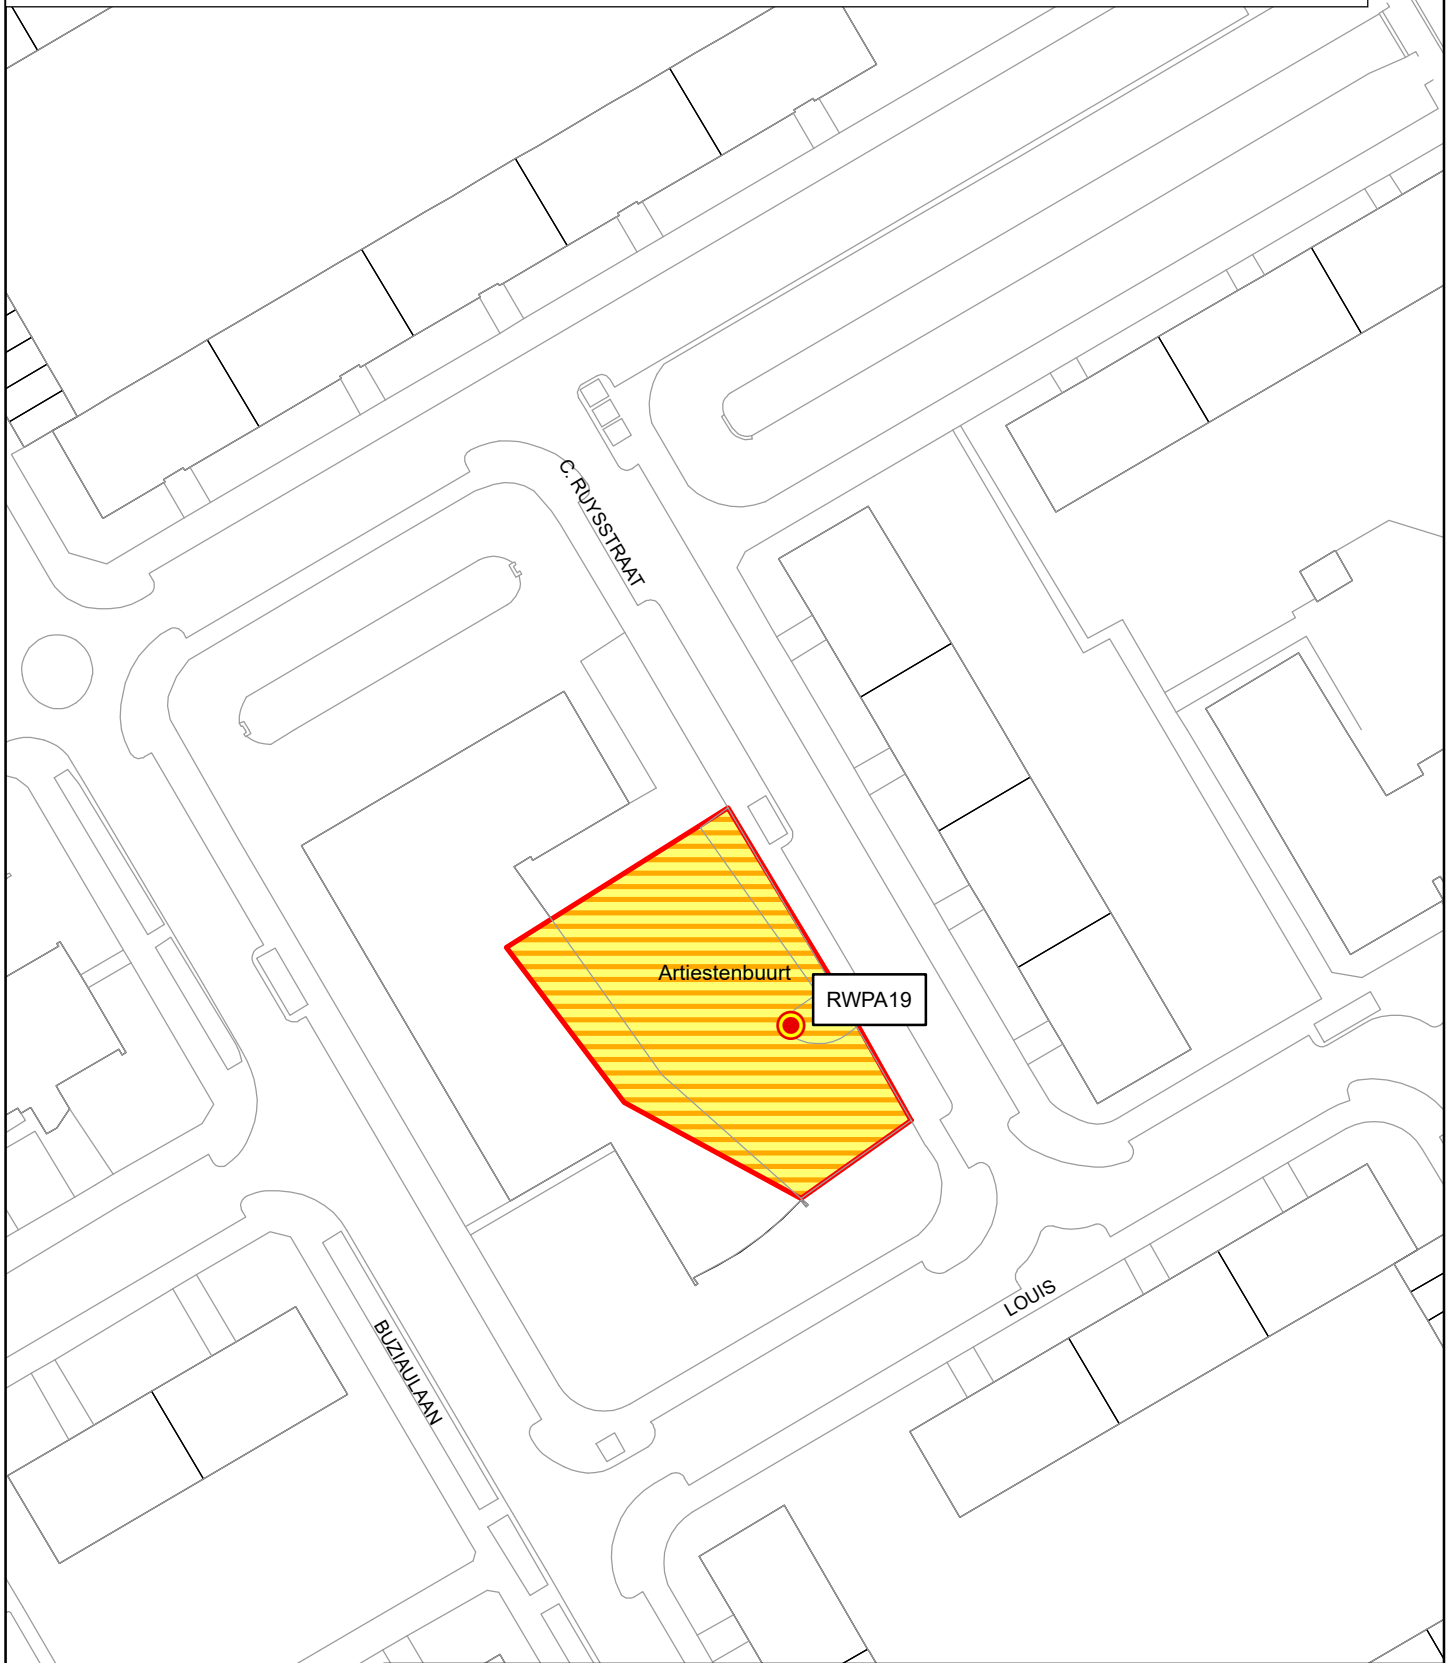 C. RUYSSTRAAT
Artiestenbuurt
RWPA19
LOUIS
BUZIAULAAN